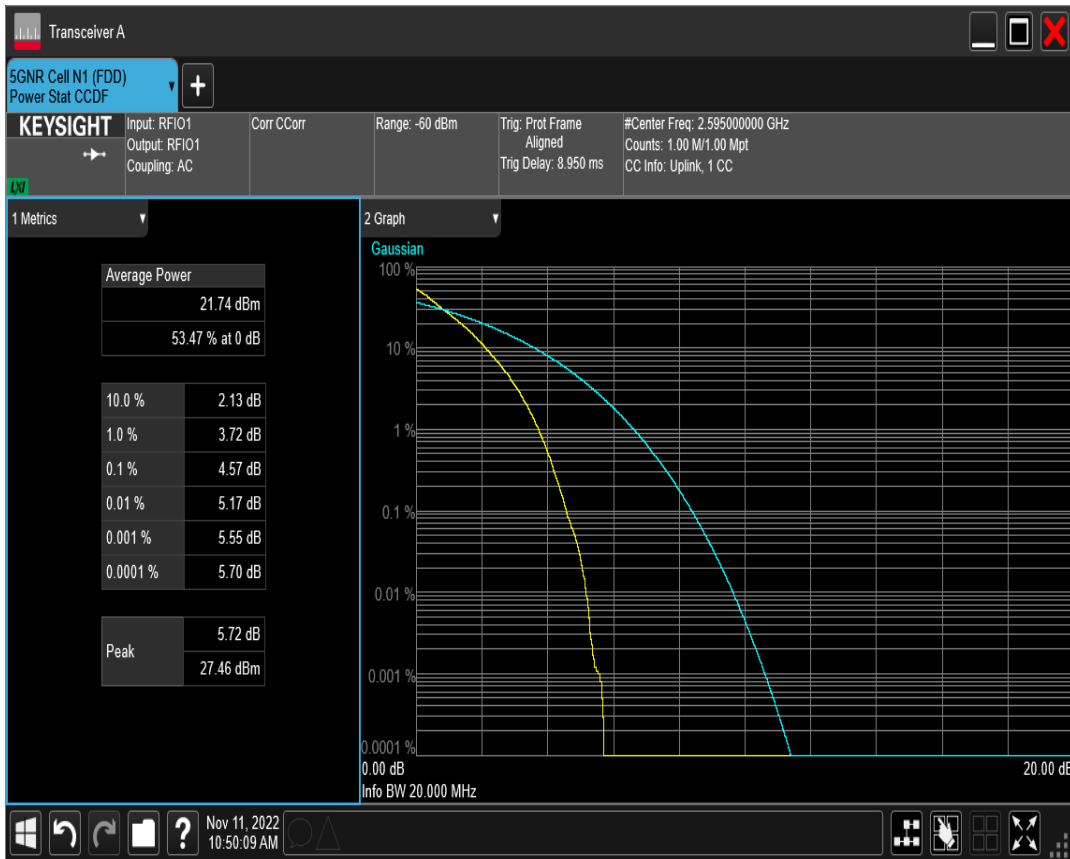 Transceiver A
5GNR Cell N1 (FDD)
Power Stat CCDF
+
KEYSIGHT
LXI
Input: RFIO1
Output: RFIO1
Coupling: AC
Corr CCorr
Range: -60 dBm
Trig: Prot Frame
Aligned
Trig Delay: 8.950 ms
#Center Freq: 2.595000000 GHz
Counts: 1.00 M/1.00 Mpt
CC Info: Uplink, 1 CC
1 Metrics
Average Power
21.74 dBm
53.47 % at 0 dB
10.0 % 2.13 dB
1.0 % 3.72 dB
0.1 % 4.57 dB
0.01 % 5.17 dB
0.001 % 5.55 dB
0.0001 % 5.70 dB
Peak
5.72 dB
27.46 dBm
2 Graph
Gaussian
100 %
10 %
1 %
0.1 %
0.01 %
0.001 %
0.0001 %
0.00 dB 20.00 dB
Info BW 20.000 MHz
?
Nov 11, 2022
10:50:09 AM